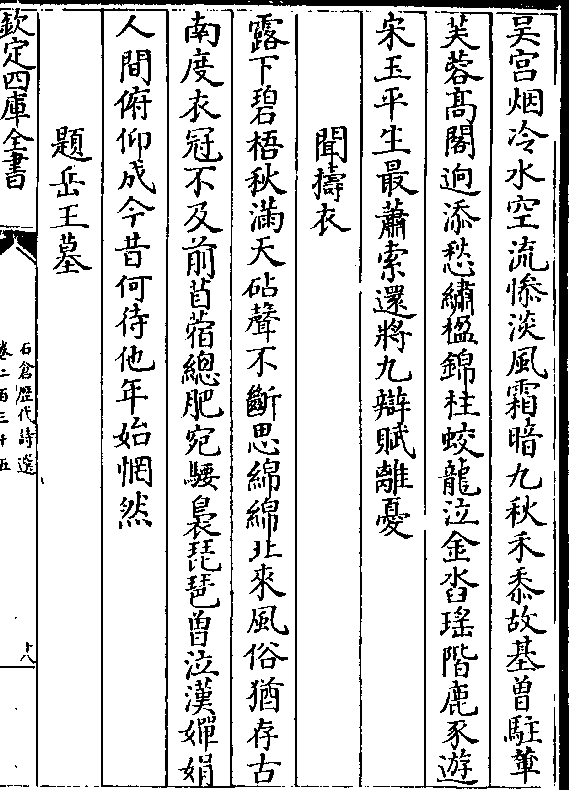 吴宫烟冷水空流慘淡風霜暗九秋禾黍故基曽駐輦
芙蓉髙閣逈添愁繡楹錦柱蛟龍泣金沓瑶階鹿豕遊
宋玉平生最蕭索還將九辯賦離憂
聞擣衣
露下碧梧秋滿天砧聲不斷思綿綿北來風俗猶存古
南度衣冠不及前苜蓿總肥宛騕褭琵琶曽泣漢嬋娟
人間俯仰成今昔何待他年始惘然
題岳王墓
欽定四庫全書
石倉歴代詩選
卷二百三十五
十八